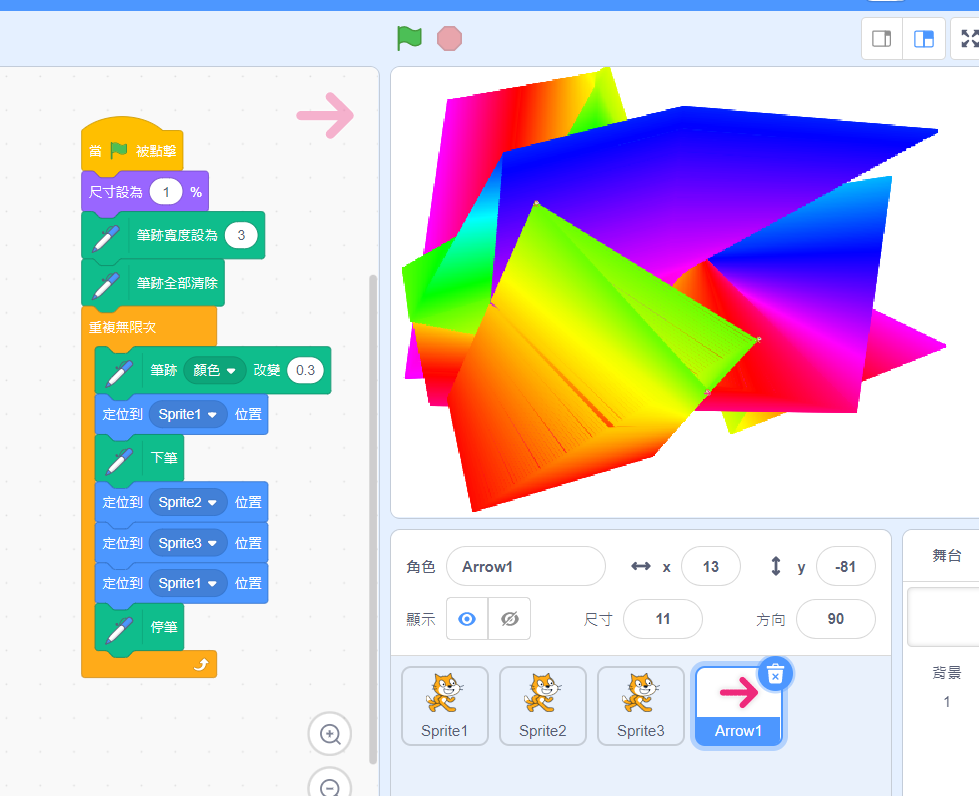 當 被點擊
尺寸設為 1 %
筆跡寬度設為 3
筆跡全部清除
重複無限次
筆跡 顏色 改變 0.3
定位到 Sprite1 位置
下筆
定位到 Sprite2 位置
定位到 Sprite3 位置
定位到 Sprite1 位置
停筆
角色 Arrow1 x 13 y -81
顯示 尺寸 11 方向 90
Sprite1 Sprite2 Sprite3 Arrow1
舞台
背景
1